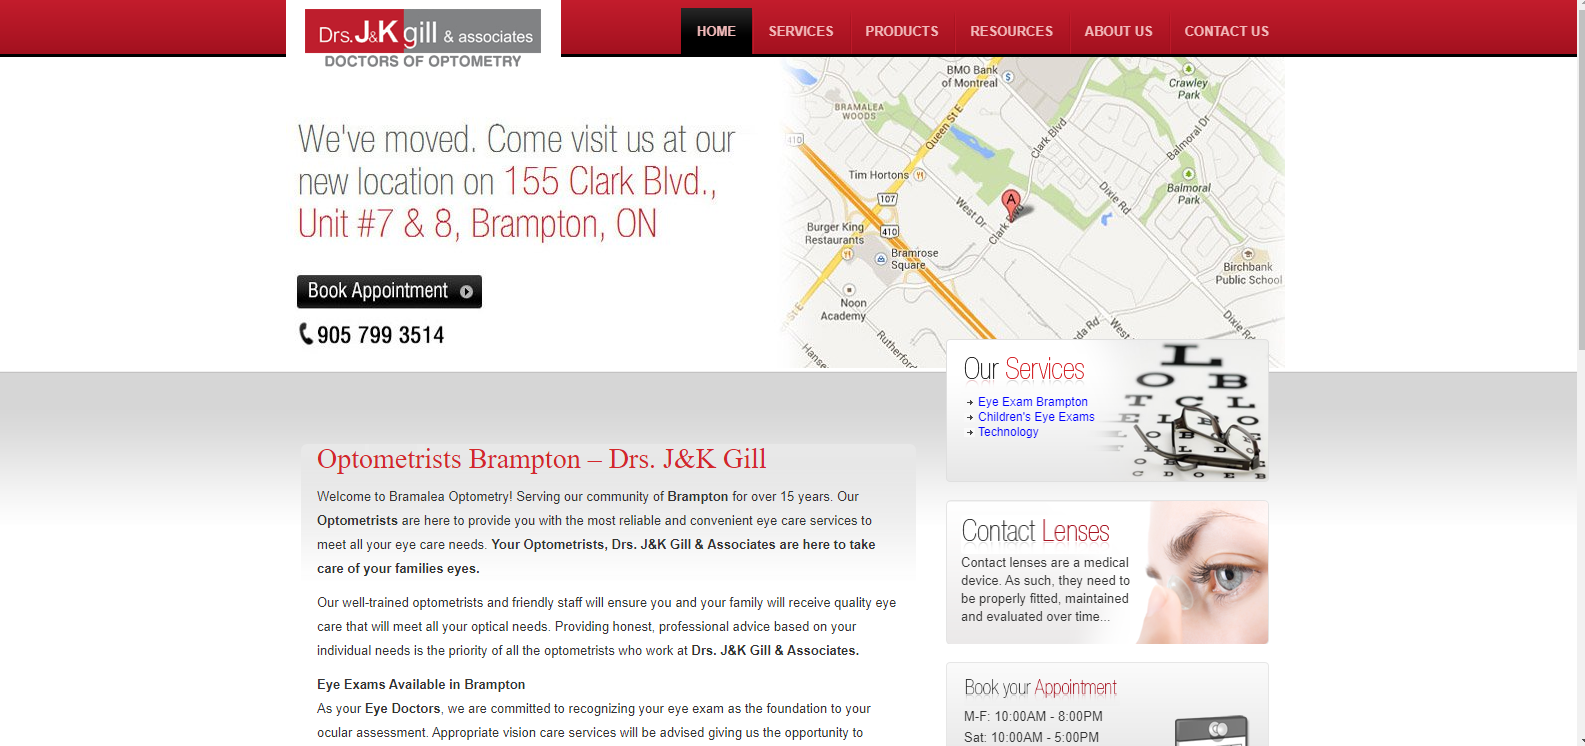 Drs. J&K gill & associates
DOCTORS OF OPTOMETRY
HOME
SERVICES
PRODUCTS
RESOURCES
ABOUT US
CONTACT US
We've moved. Come visit us at our
new location on 155 Clark Blvd.,
Unit #7 & 8, Brampton, ON
Book Appointment
905 799 3514
BMO Bank
of Montreal
Crawley
Park
BRAMALEA
WOODS
Queen St E
Clark Blvd
Balmoral Dr
410
Tim Hortons
107
Balmoral
Park
Dixie Rd
A
West Dr
Clark Blvd
Burger King
Restaurants
410
Bramrose
Square
Birchbank
Public School
Noon
Academy
Rutherford
Dixie Rd
Our Services
Eye Exam Brampton
Children's Eye Exams
Technology
Optometrists Brampton – Drs. J&K Gill
Welcome to Bramalea Optometry! Serving our community of Brampton for over 15 years. Our
Optometrists are here to provide you with the most reliable and convenient eye care services to
meet all your eye care needs. Your Optometrists, Drs. J&K Gill & Associates are here to take
care of your families eyes.
Our well-trained optometrists and friendly staff will ensure you and your family will receive quality eye
care that will meet all your optical needs. Providing honest, professional advice based on your
individual needs is the priority of all the optometrists who work at Drs. J&K Gill & Associates.
Eye Exams Available in Brampton
As your Eye Doctors, we are committed to recognizing your eye exam as the foundation to your
ocular assessment. Appropriate vision care services will be advised giving us the opportunity to
Contact Lenses
Contact lenses are a medical
device. As such, they need to
be properly fitted, maintained
and evaluated over time...
Book your Appointment
M-F: 10:00AM - 8:00PM
Sat: 10:00AM - 5:00PM